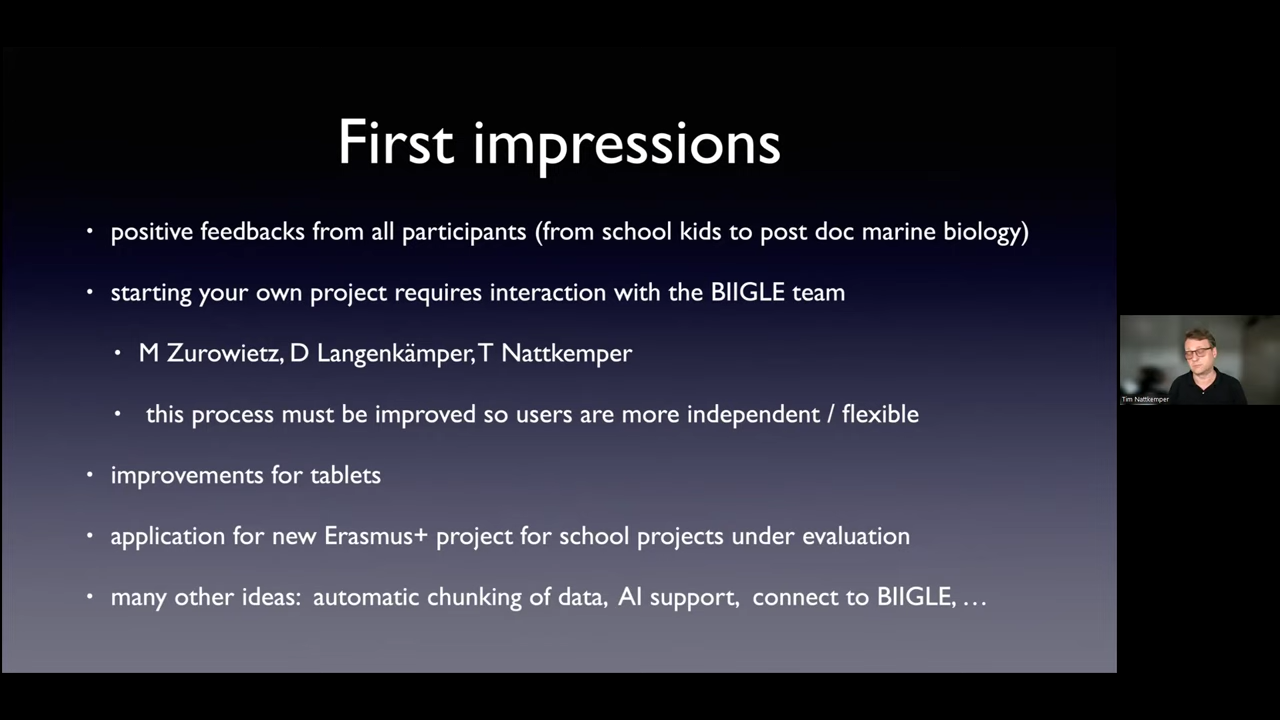 First impressions
• positive feedbacks from all participants (from school kids to post doc marine biology)
• starting your own project requires interaction with the BIIGLE team
• M Zurowietz, D Langenkämper, T Nattkemper
• this process must be improved so users are more independent / flexible
• improvements for tablets
• application for new Erasmus+ project for school projects under evaluation
• many other ideas: automatic chunking of data, AI support, connect to BIIGLE, …
Tim Nattkemper